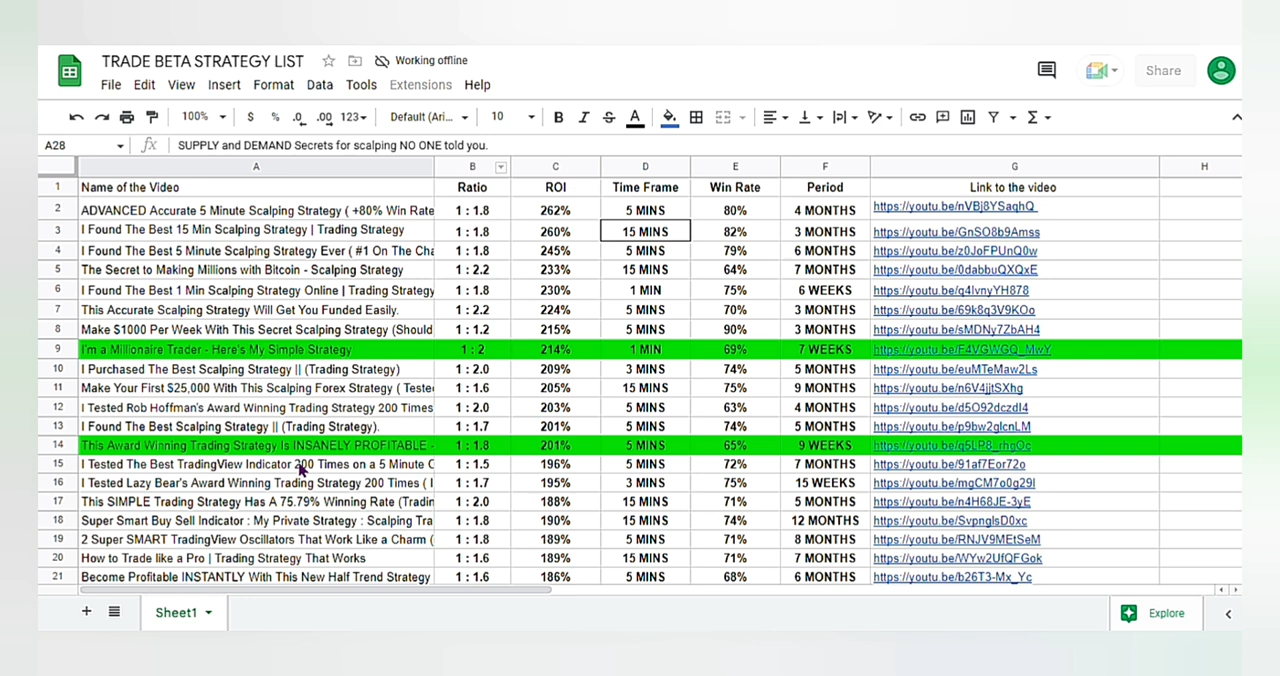 TRADE BETA STRATEGY LIST Working offline
File Edit View Insert Format Data Tools Extensions Help Share
100% $ % .0 .00 123 Default (Ari... 10 B I S A Σ
A28 fx SUPPLY and DEMAND Secrets for scalping NO ONE told you.
A B C D E F G H
1 Name of the Video Ratio ROI Time Frame Win Rate Period Link to the video
2 ADVANCED Accurate 5 Minute Scalping Strategy ( +80% Win Rate 1 : 1.8 262% 5 MINS 80% 4 MONTHS https://youtu.be/nVBj8YSaqhQ
3 I Found The Best 15 Min Scalping Strategy | Trading Strategy 1 : 1.8 260% 15 MINS 82% 3 MONTHS https://youtu.be/GnSO8b9Amss
4 I Found The Best 5 Minute Scalping Strategy Ever ( #1 On The Cha 1 : 1.8 245% 5 MINS 79% 6 MONTHS https://youtu.be/z0JoFPUnQ0w
5 The Secret to Making Millions with Bitcoin - Scalping Strategy 1 : 2.2 233% 15 MINS 64% 7 MONTHS https://youtu.be/0dabbuQXQxE
6 I Found The Best 1 Min Scalping Strategy Online | Trading Strategy 1 : 1.8 230% 1 MIN 75% 6 WEEKS https://youtu.be/q4lvnyYH878
7 This Accurate Scalping Strategy Will Get You Funded Easily. 1 : 2.2 224% 5 MINS 70% 3 MONTHS https://youtu.be/69k8q3V9KOo
8 Make $1000 Per Week With This Secret Scalping Strategy (Should 1 : 1.2 215% 5 MINS 90% 3 MONTHS https://youtu.be/sMDNy7ZbAH4
9 I'm a Millionaire Trader - Here's My Simple Strategy 1 : 2 214% 1 MIN 69% 7 WEEKS https://youtu.be/F4VGWGQ_MwY
10 I Purchased The Best Scalping Strategy || (Trading Strategy) 1 : 2.0 209% 3 MINS 74% 5 MONTHS https://youtu.be/euMTeMaw2Ls
11 Make Your First $25,000 With This Scalping Forex Strategy ( Teste 1 : 1.6 205% 15 MINS 75% 9 MONTHS https://youtu.be/n6V4jjtSXhg
12 I Tested Rob Hoffman's Award Winning Trading Strategy 200 Times 1 : 2.0 203% 5 MINS 63% 4 MONTHS https://youtu.be/d5O92dczdI4
13 I Found The Best Scalping Strategy || (Trading Strategy). 1 : 1.7 201% 5 MINS 74% 5 MONTHS https://youtu.be/p9bw2glcnLM
14 This Award Winning Trading Strategy Is INSANELY PROFITABLE - 1 : 1.8 201% 5 MINS 65% 9 WEEKS https://youtu.be/q5LP8_rhgOc
15 I Tested The Best TradingView Indicator 200 Times on a 5 Minute C 1 : 1.5 196% 5 MINS 72% 7 MONTHS https://youtu.be/91af7Eor72o
16 I Tested Lazy Bear's Award Winning Trading Strategy 200 Times ( I 1 : 1.7 195% 3 MINS 75% 15 WEEKS https://youtu.be/mgCM7o0g29I
17 This SIMPLE Trading Strategy Has A 75.79% Winning Rate (Tradin 1 : 2.0 188% 15 MINS 71% 5 MONTHS https://youtu.be/n4H68JE-3yE
18 Super Smart Buy Sell Indicator : My Private Strategy : Scalping Tra 1 : 1.8 190% 15 MINS 74% 12 MONTHS https://youtu.be/SvpnglsD0xc
19 2 Super SMART TradingView Oscillators That Work Like a Charm ( 1 : 1.8 189% 5 MINS 71% 8 MONTHS https://youtu.be/RNJV9MEtSeM
20 How to Trade like a Pro | Trading Strategy That Works 1 : 1.6 189% 15 MINS 71% 7 MONTHS https://youtu.be/WYw2UfQFGok
21 Become Profitable INSTANTLY With This New Half Trend Strategy 1 : 1.6 186% 5 MINS 68% 6 MONTHS https://youtu.be/b26T3-Mx_Yc
Sheet1 Explore